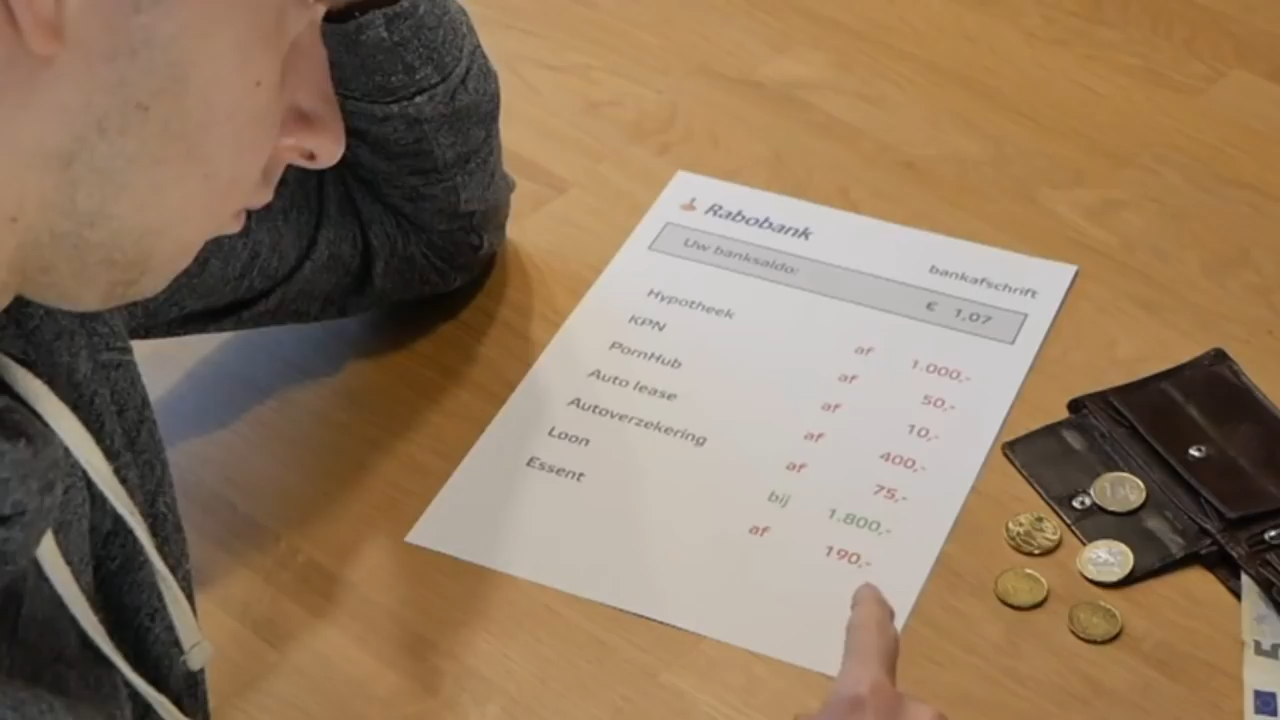 Rabobank
bankafschrift
Uw banksaldo: € 1,07
Hypotheek af 1.000,-
KPN af 50,-
PornHub af 10,-
Auto lease af 400,-
Autoverzekering af 75,-
Loon bij 1.800,-
Essent af 190,-
5